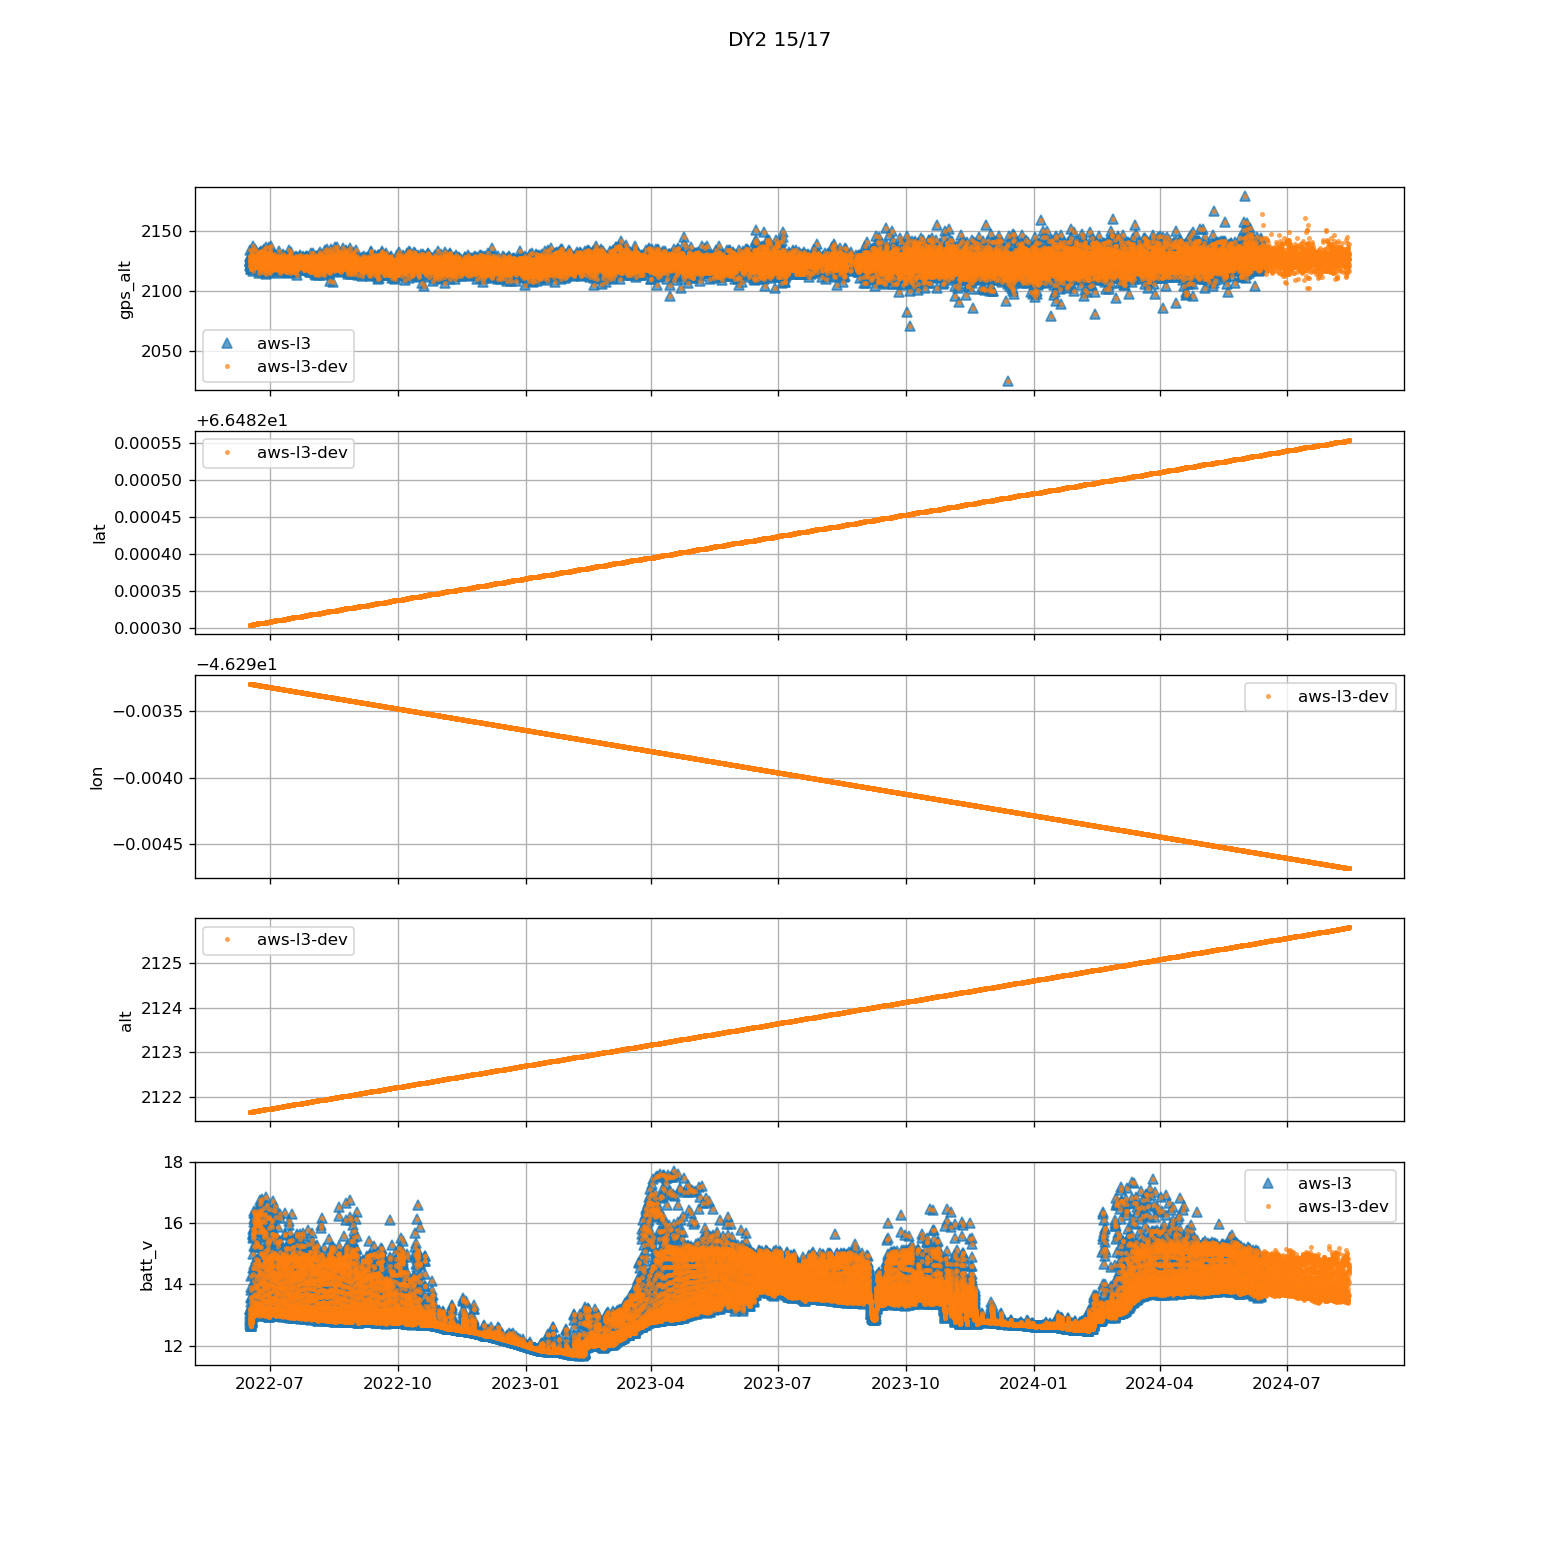 DY2 15/17
gps_alt
2150
2100
2050
aws-l3
aws-l3-dev
+6.6482e1
lat
0.00055
0.00050
0.00045
0.00040
0.00035
0.00030
aws-l3-dev
−4.629e1
lon
−0.0035
−0.0040
−0.0045
aws-l3-dev
alt
2125
2124
2123
2122
aws-l3-dev
batt_v
18
16
14
12
aws-l3
aws-l3-dev
2022-07 2022-10 2023-01 2023-04 2023-07 2023-10 2024-01 2024-04 2024-07